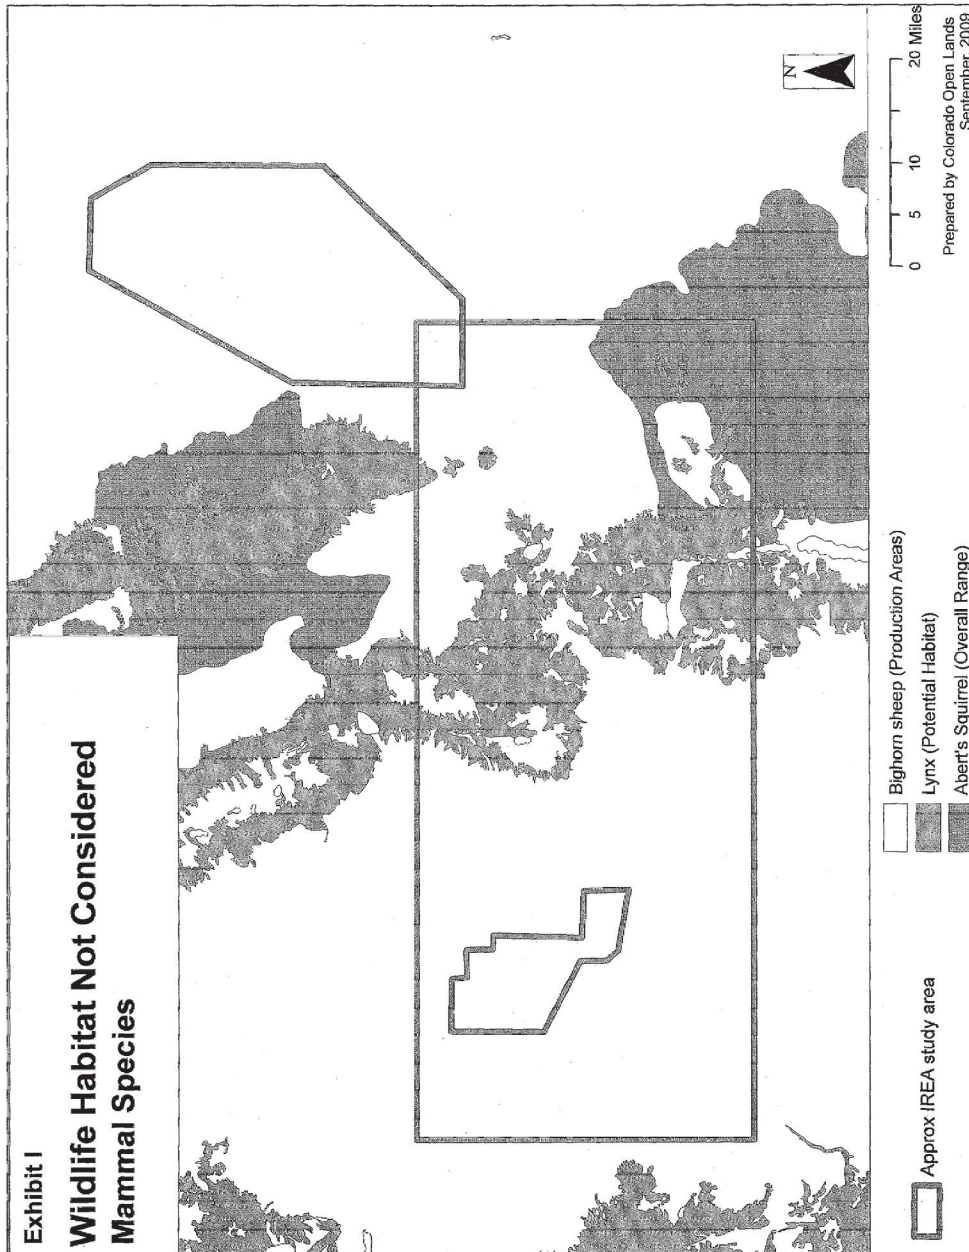 Exhibit I
Wildlife Habitat Not Considered
Mammal Species
N
Approx IREA study area
Bighorn sheep (Production Areas)
Lynx (Potential Habitat)
Abert's Squirrel (Overall Range)
0 5 10 20 Miles
Prepared by Colorado Open Lands
September, 2009